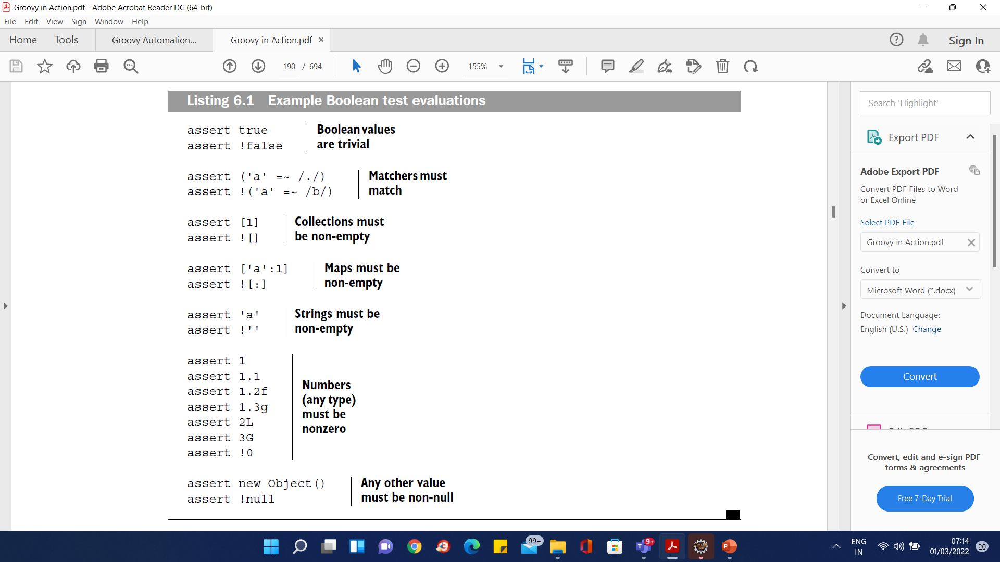 Groovy in Action.pdf - Adobe Acrobat Reader DC (64-bit)
File Edit View Sign Window Help
Home Tools Groovy Automation... Groovy in Action.pdf × Sign In
190 / 694 155%
Listing 6.1 Example Boolean test evaluations
assert true
assert !false
Boolean values
are trivial
assert ('a' =~ /./)
assert !('a' =~ /b/)
Matchers must
match
assert [1]
assert ![]
Collections must
be non-empty
assert ['a':1]
assert ![:]
Maps must be
non-empty
assert 'a'
assert !''
Strings must be
non-empty
assert 1
assert 1.1
assert 1.2f
assert 1.3g
assert 2L
assert 3G
assert !0
Numbers
(any type)
must be
nonzero
assert new Object()
assert !null
Any other value
must be non-null
Search 'Highlight'
Export PDF
Adobe Export PDF
Convert PDF Files to Word
or Excel Online
Select PDF File
Groovy in Action.pdf
Convert to
Microsoft Word (*.docx)
Document Language:
English (U.S.) Change
Convert
Convert, edit and e-sign PDF
forms & agreements
Free 7-Day Trial
99+
9+
ENG
IN
07:14
01/03/2022
20